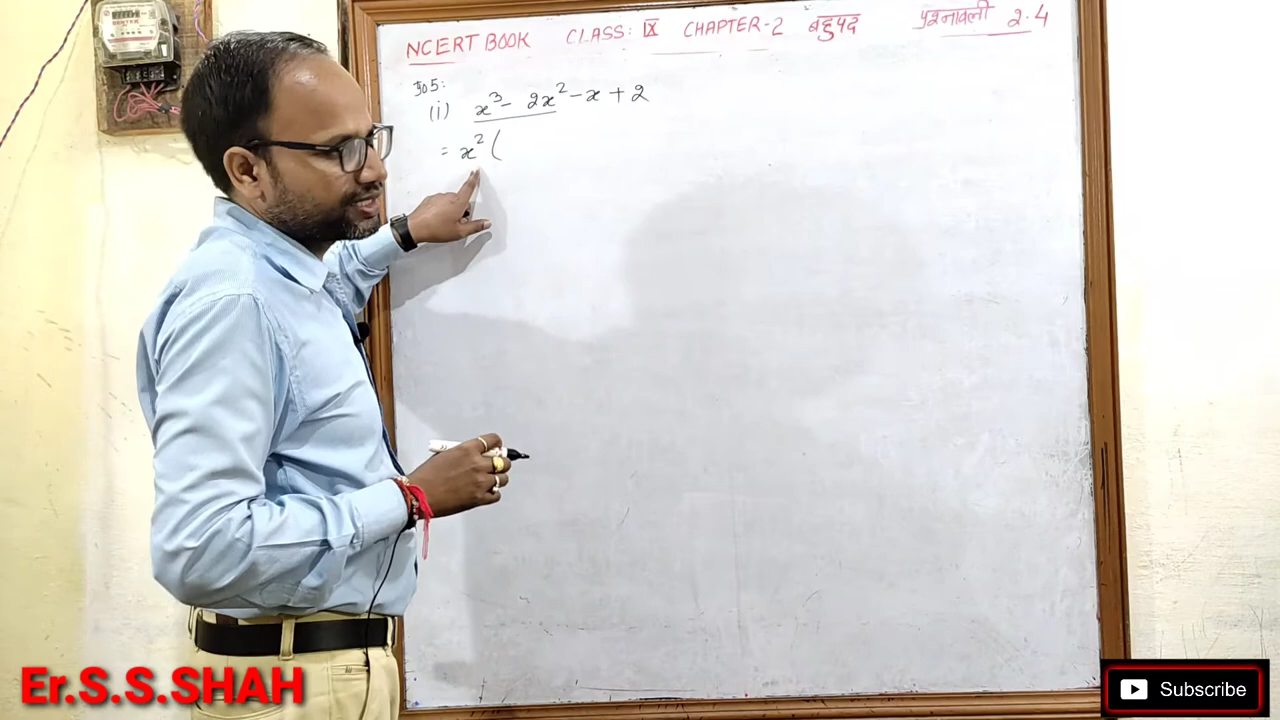 NCERT BOOK CLASS: IX CHAPTER-2 बहुपद प्रश्नावली 2.4
प्र०5:
(i) x³ - 2x² - x + 2
= x² (
Er.S.S.SHAH
Subscribe